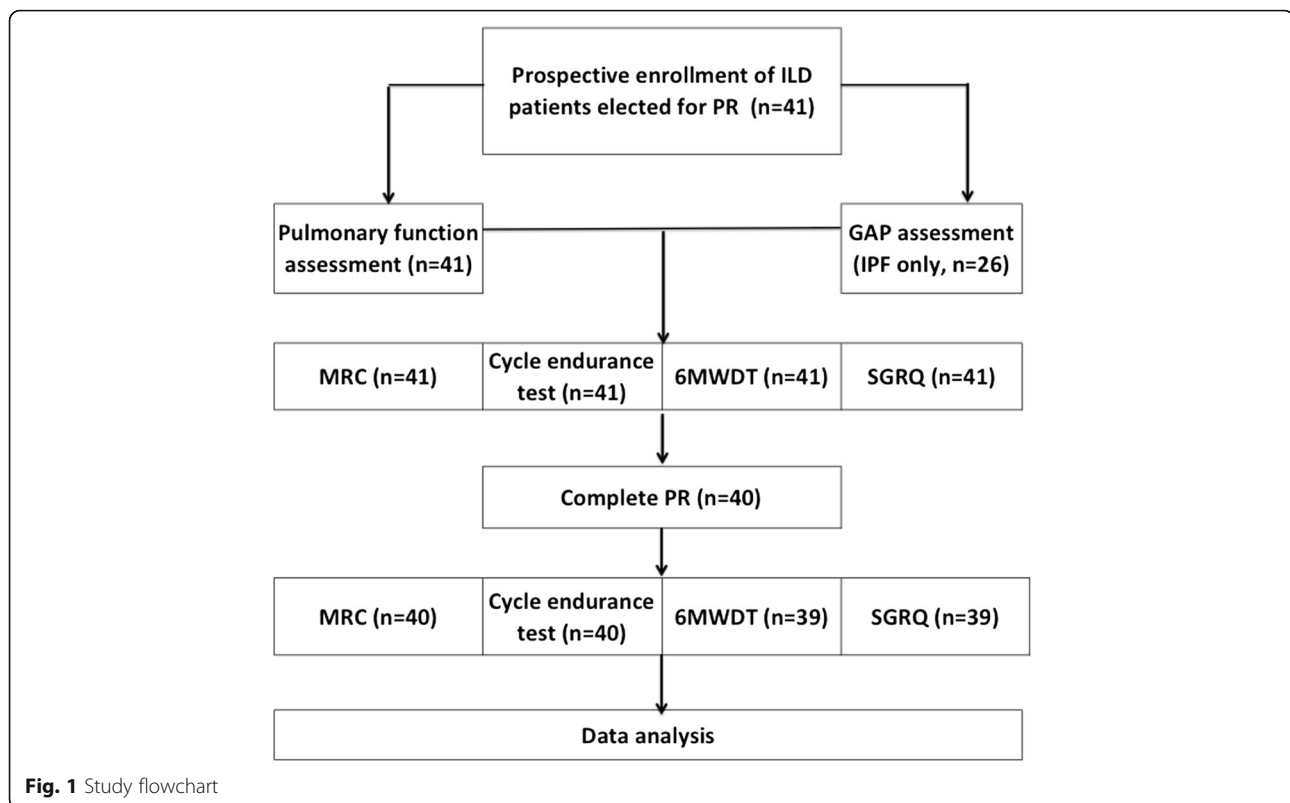 Prospective enrollment of ILD
patients elected for PR (n=41)
Pulmonary function
assessment (n=41)
GAP assessment
(IPF only, n=26)
MRC (n=41)
Cycle endurance
test (n=41)
6MWDT (n=41)
SGRQ (n=41)
Complete PR (n=40)
MRC (n=40)
Cycle endurance
test (n=40)
6MWDT (n=39)
SGRQ (n=39)
Data analysis
Fig. 1 Study flowchart